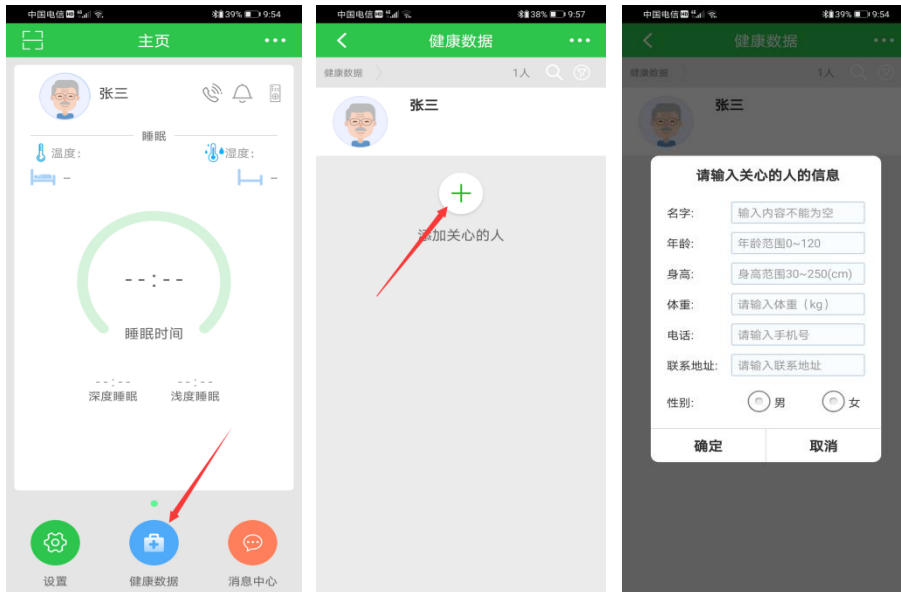 中国电信 39% 9:54
主页
张三
睡眠
温度:
湿度:
-
-
--:--
睡眠时间
--:-- --:--
深度睡眠 浅度睡眠
设置 健康数据 消息中心
中国电信 38% 9:57
健康数据
健康数据 1人
张三
添加关心的人
中国电信 39% 9:54
健康数据
健康数据 1人
张三
请输入关心的人的信息
名字: 输入内容不能为空
年龄: 年龄范围0~120
身高: 身高范围30~250(cm)
体重: 请输入体重（kg）
电话: 请输入手机号
联系地址: 请输入联系地址
性别: 男 女
确定 取消